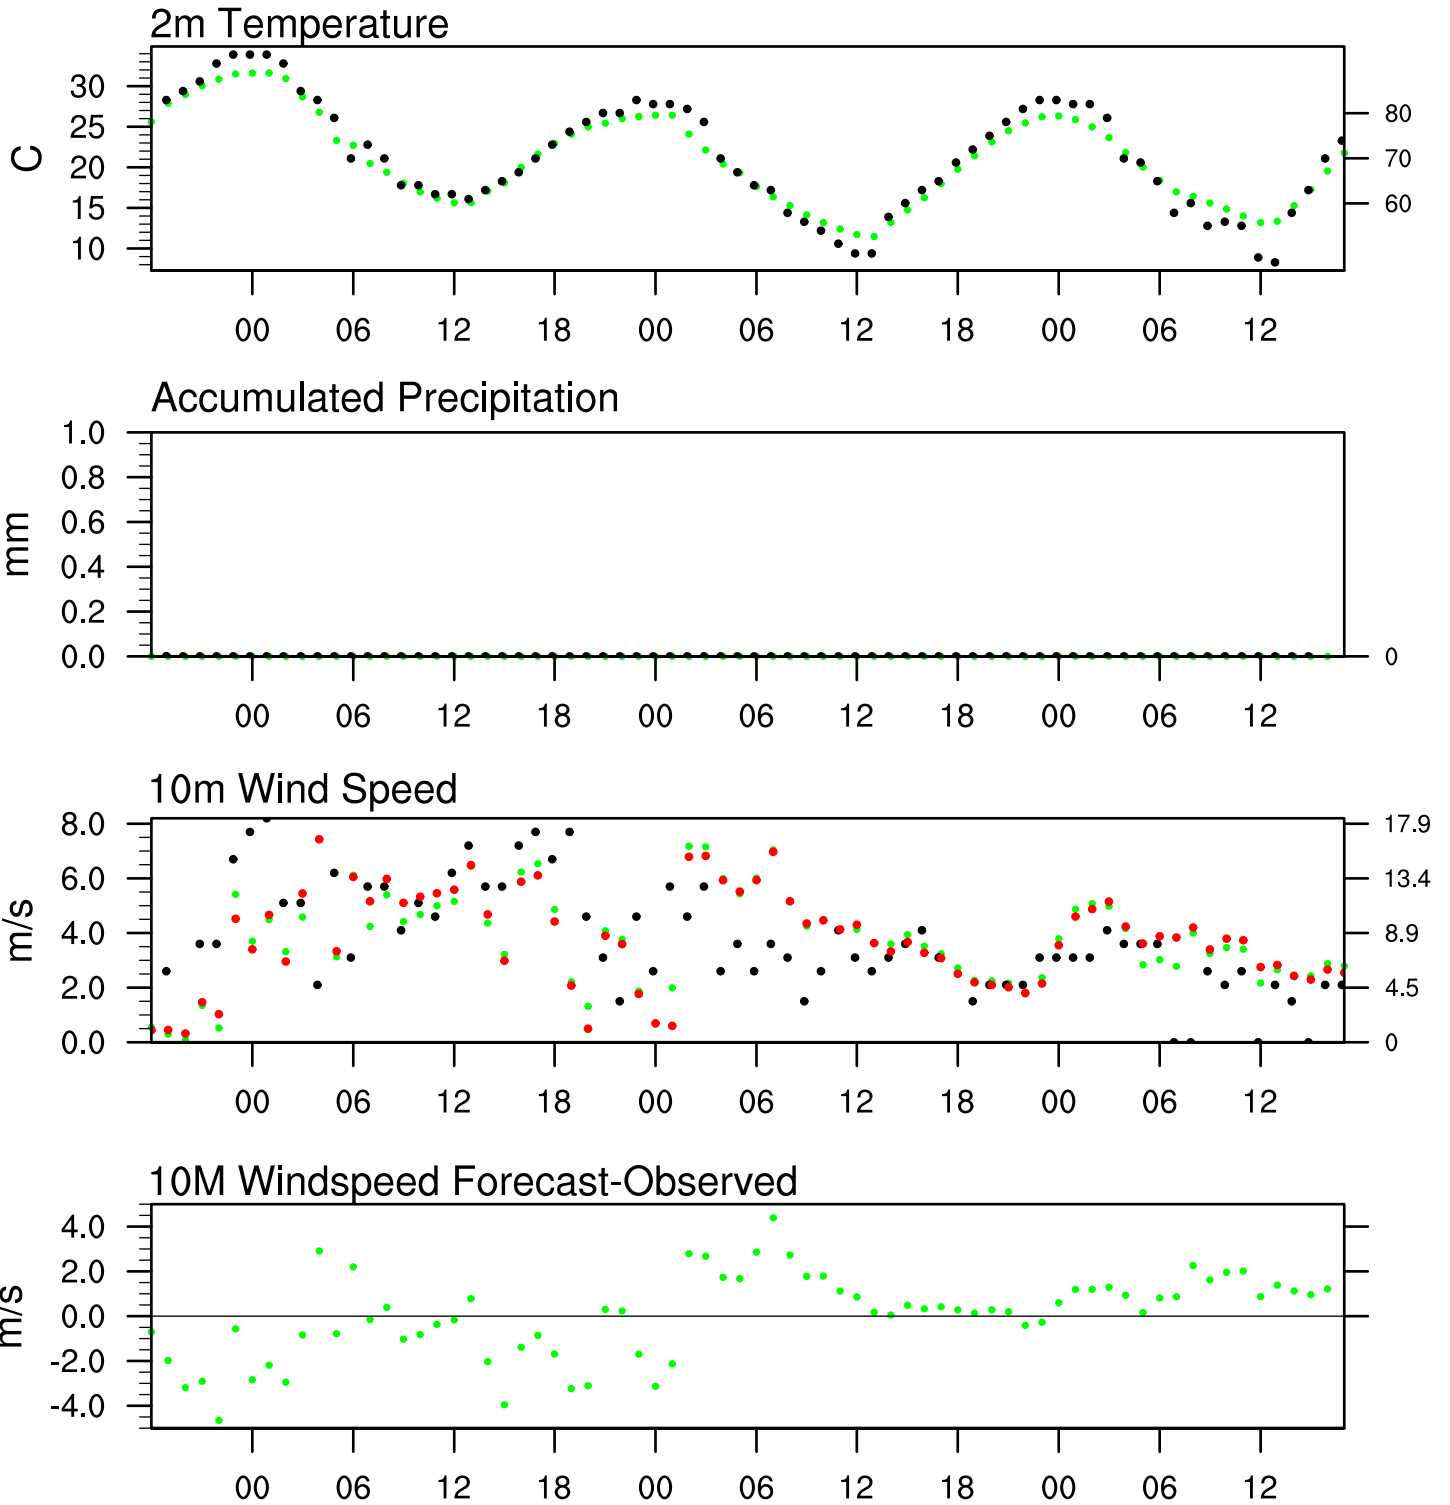 2m Temperature
30
25
20
15
10
C
80
70
60
00 06 12 18 00 06 12 18 00 06 12
Accumulated Precipitation
1.0
0.8
0.6
0.4
0.2
0.0
mm
0
00 06 12 18 00 06 12 18 00 06 12
10m Wind Speed
8.0
6.0
4.0
2.0
0.0
m/s
17.9
13.4
8.9
4.5
0
00 06 12 18 00 06 12 18 00 06 12
10M Windspeed Forecast-Observed
4.0
2.0
0.0
-2.0
-4.0
m/s
00 06 12 18 00 06 12 18 00 06 12